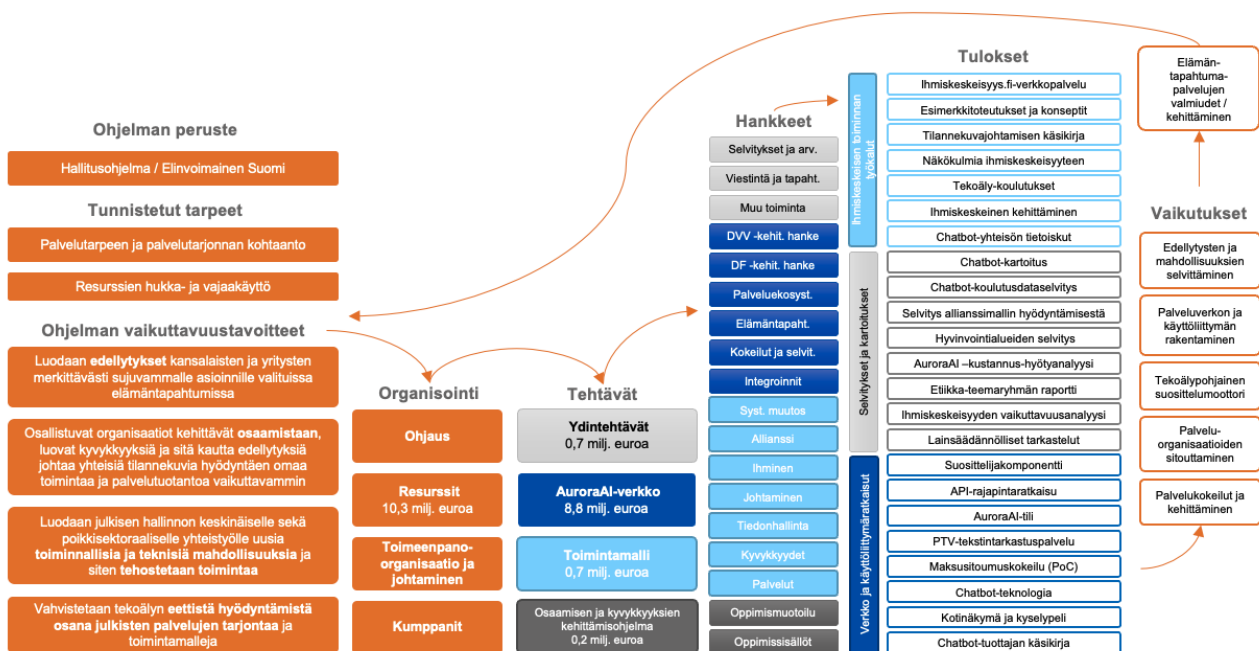 Ohjelman peruste
Hallitusohjelma / Elinvoimainen Suomi
Tunnistetut tarpeet
Palvelutarpeen ja palvelutarjonnan kohtaanto
Resurssien hukka- ja vajaakäyttö
Ohjelman vaikuttavuustavoitteet
Luodaan edellytykset kansalaisten ja yritysten
merkittävästi sujuvammalle asioinnille valituissa
elämäntapahtumissa
Osallistuvat organisaatiot kehittävät osaamistaan,
luovat kyvykkyyksiä ja sitä kautta edellytyksiä
johtaa yhteisiä tilannekuvia hyödyntäen omaa
toimintaa ja palvelutuotantoa vaikuttavammin
Luodaan julkisen hallinnon keskinäiselle sekä
poikkisektoraaliselle yhteistyölle uusia
toiminnallisia ja teknisiä mahdollisuuksia ja
siten tehostetaan toimintaa
Vahvistetaan tekoälyn eettistä hyödyntämistä
osana julkisten palvelujen tarjontaa ja
toimintamalleja
Organisointi
Ohjaus
Resurssit
10,3 milj. euroa
Toimeenpano-
organisaatio ja
johtaminen
Kumppanit
Tehtävät
Ydintehtävät
0,7 milj. euroa
AuroraAI-verkko
8,8 milj. euroa
Toimintamalli
0,7 milj. euroa
Osaamisen ja kyvykkyyksien
kehittämisohjelma
0,2 milj. euroa
Hankkeet
Selvitykset ja arv.
Viestintä ja tapaht.
Muu toiminta
DVV -kehit. hanke
DF -kehit. hanke
Palveluekosyst.
Elämäntapaht.
Kokeilut ja selvit.
Integroinnit
Syst. muutos
Allianssi
Ihminen
Johtaminen
Tiedonhallinta
Kyvykkyydet
Palvelut
Oppimismuotoilu
Oppimissisällöt
Tulokset
Ihmiskeskeisen toiminnan
työkalut
Ihmiskeskeisyys.fi-verkkopalvelu
Esimerkkitoteutukset ja konseptit
Tilannekuvajohtamisen käsikirja
Näkökulmia ihmiskeskeisyyteen
Tekoäly-koulutukset
Ihmiskeskeinen kehittäminen
Chatbot-yhteisön tietoiskut
Selvitykset ja kartoitukset
Chatbot-kartoitus
Chatbot-koulutusdataselvitys
Selvitys allianssimallin hyödyntämisestä
Hyvinvointialueiden selvitys
AuroraAI –kustannus-hyötyanalyysi
Etiikka-teemaryhmän raportti
Ihmiskeskeisyyden vaikuttavuusanalyysi
Lainsäädännölliset tarkastelut
Verkko ja käyttöliittymäratkaisut
Suosittelijakomponentti
API-rajapintaratkaisu
AuroraAI-tili
PTV-tekstintarkastuspalvelu
Maksusitoumuskokeilu (PoC)
Chatbot-teknologia
Kotinäkymä ja kyselypeli
Chatbot-tuottajan käsikirja
Elämän-
tapahtuma-
palvelujen
valmiudet /
kehittäminen
Vaikutukset
Edellytysten ja
mahdollisuuksien
selvittäminen
Palveluverkon ja
käyttöliittymän
rakentaminen
Tekoälypohjainen
suosittelumoottori
Palvelu-
organisaatioiden
sitouttaminen
Palvelukokeilut ja
kehittäminen